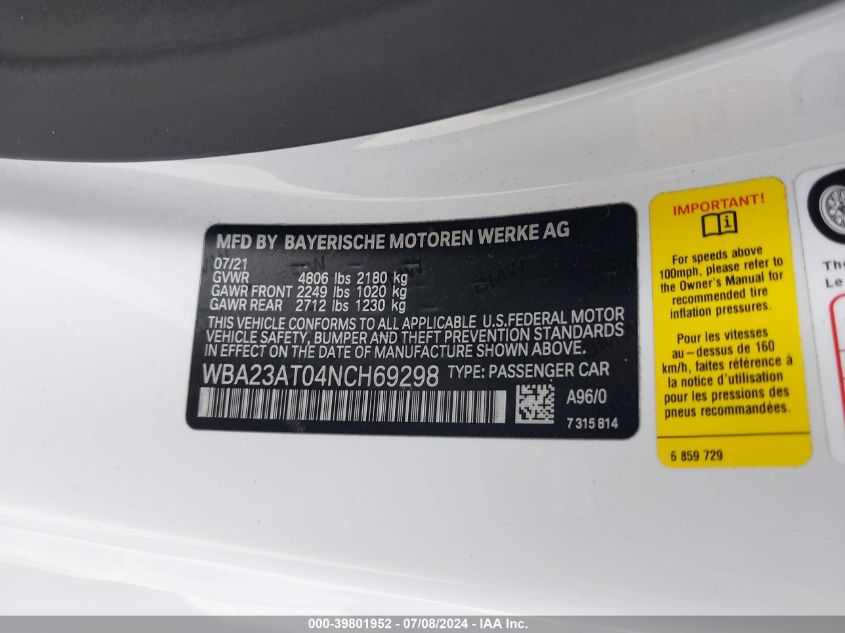 MFD BY BAYERISCHE MOTOREN WERKE AG
07/21
GVWR 4806 lbs 2180 kg
GAWR FRONT 2249 lbs 1020 kg
GAWR REAR 2712 lbs 1230 kg
THIS VEHICLE CONFORMS TO ALL APPLICABLE U.S.FEDERAL MOTOR
VEHICLE SAFETY, BUMPER AND THEFT PREVENTION STANDARDS
IN EFFECT ON THE DATE OF MANUFACTURE SHOWN ABOVE.
WBA23AT04NCH69298 TYPE: PASSENGER CAR
A96/0
7 315 814
IMPORTANT!
For speeds above
100mph, please refer to
the Owner's Manual for
recommended tire
inflation pressures.
Pour les vitesses
au-dessus de 160
km/h, faites référence
à la notice d'utilisation
pour les pressions des
pneus recommandées.
6 859 729
The
Le
000-39801952 - 07/08/2024 - IAA Inc.